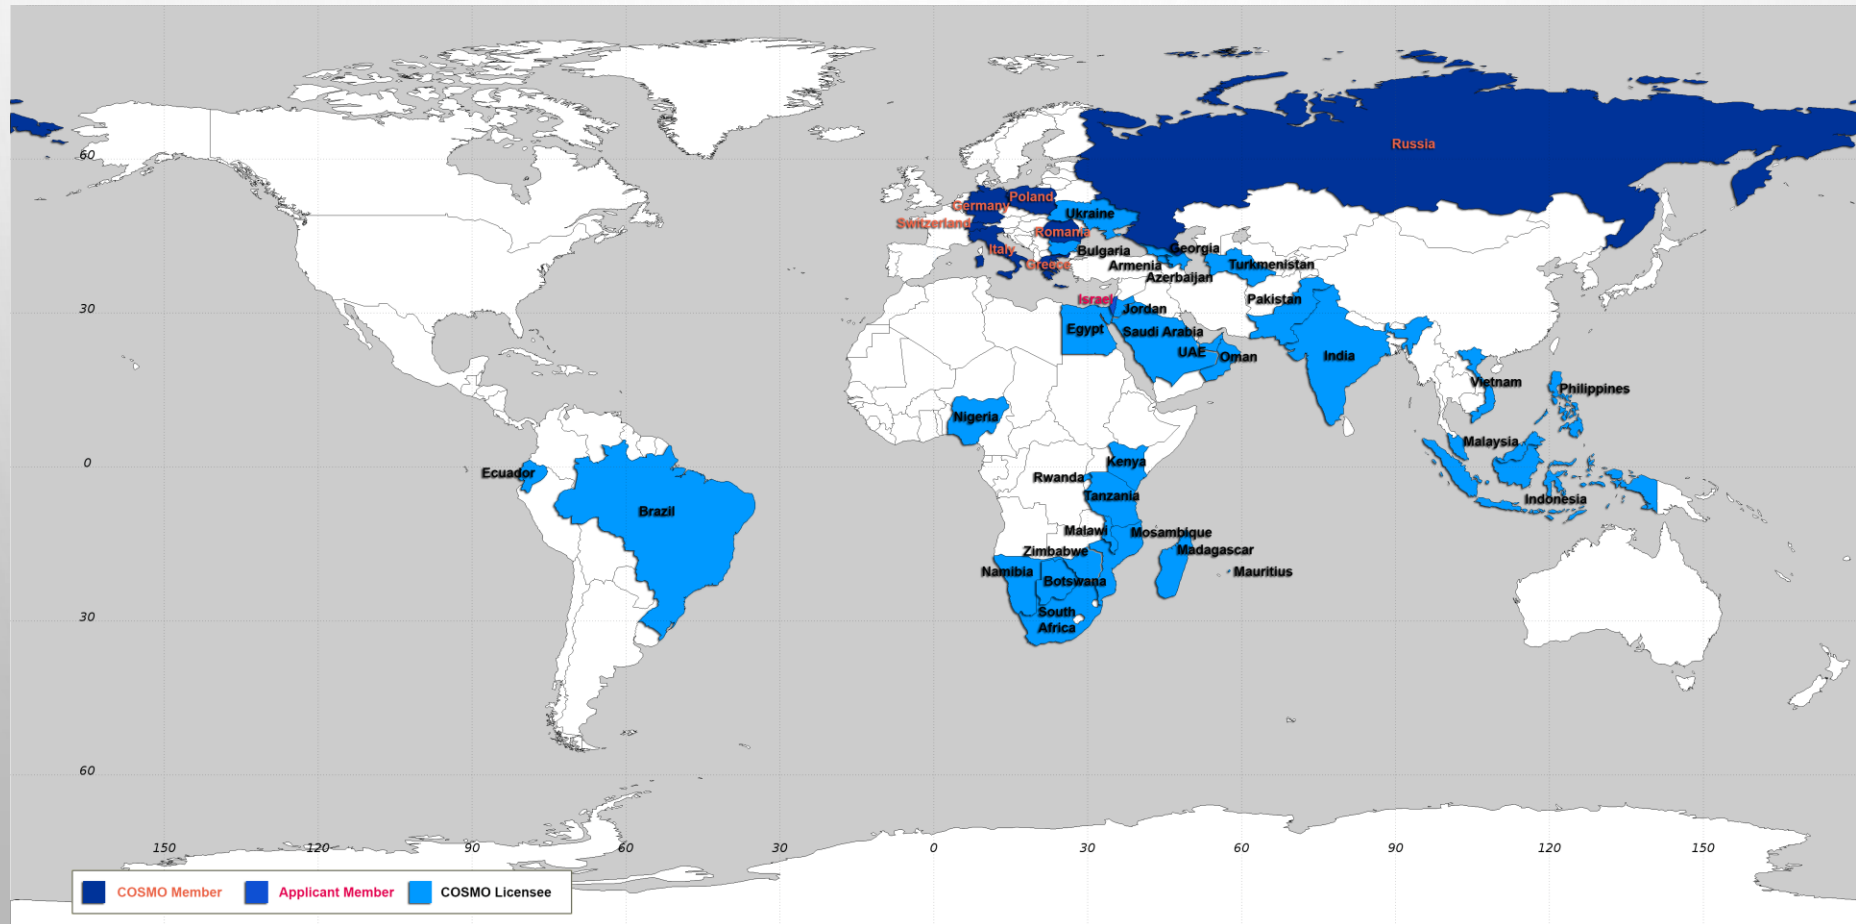 Russia
60
Poland
Germany
Ukraine
Switzerland
Romania
Georgia
Italy
Bulgaria
Greece
Armenia
Turkmenistan
Azerbaijan
Israel
Pakistan
30
Jordan
Egypt
Saudi Arabia
UAE
Oman
India
Vietnam
Philippines
Nigeria
Malaysia
0
Kenya
Ecuador
Rwanda
Tanzania
Indonesia
Brazil
Malawi
Mosambique
Zimbabwe
Madagascar
Namibia
Mauritius
Botswana
South
Africa
30
60
150 120 90 60 30 0 30 60 90 120 150
COSMO Member Applicant Member COSMO Licensee